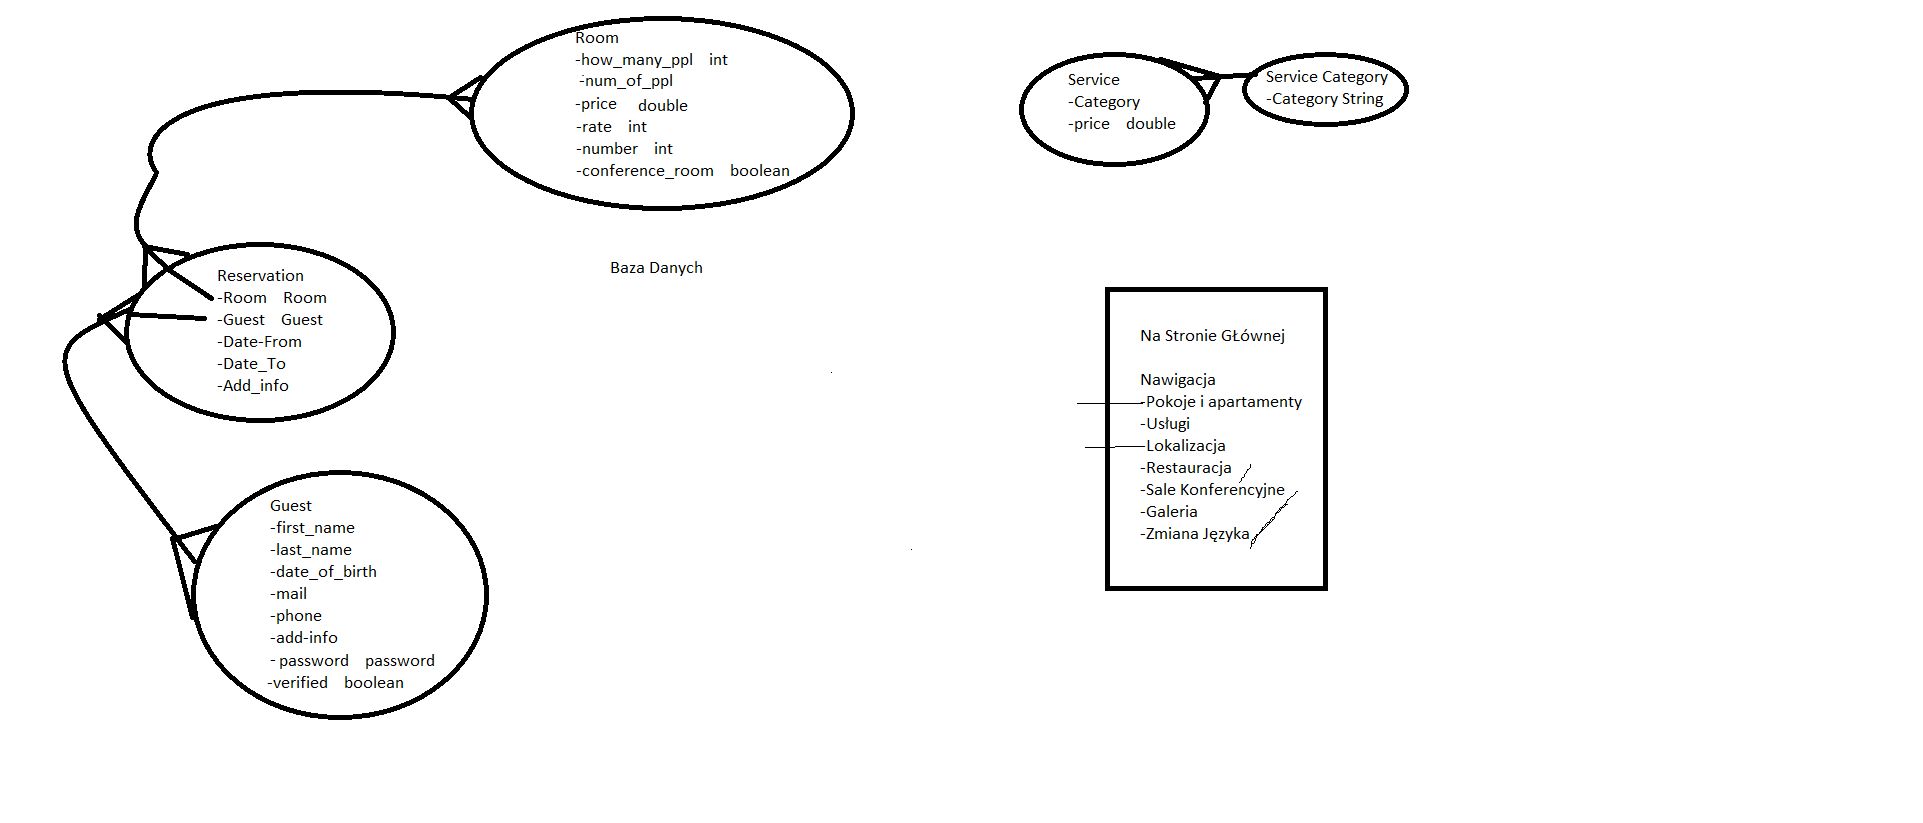 Room
-how_many_ppl int
-num_of_ppl
-price double
-rate int
-number int
-conference_room boolean
Service
-Category
-price double
Service Category
-Category String
Reservation
-Room Room
-Guest Guest
-Date-From
-Date_To
-Add_info
Baza Danych
Na Stronie GŁównej
Nawigacja
-Pokoje i apartamenty
-Usługi
-Lokalizacja
-Restauracja
-Sale Konferencyjne
-Galeria
-Zmiana Języka
Guest
-first_name
-last_name
-date_of_birth
-mail
-phone
-add-info
-password password
-verified boolean